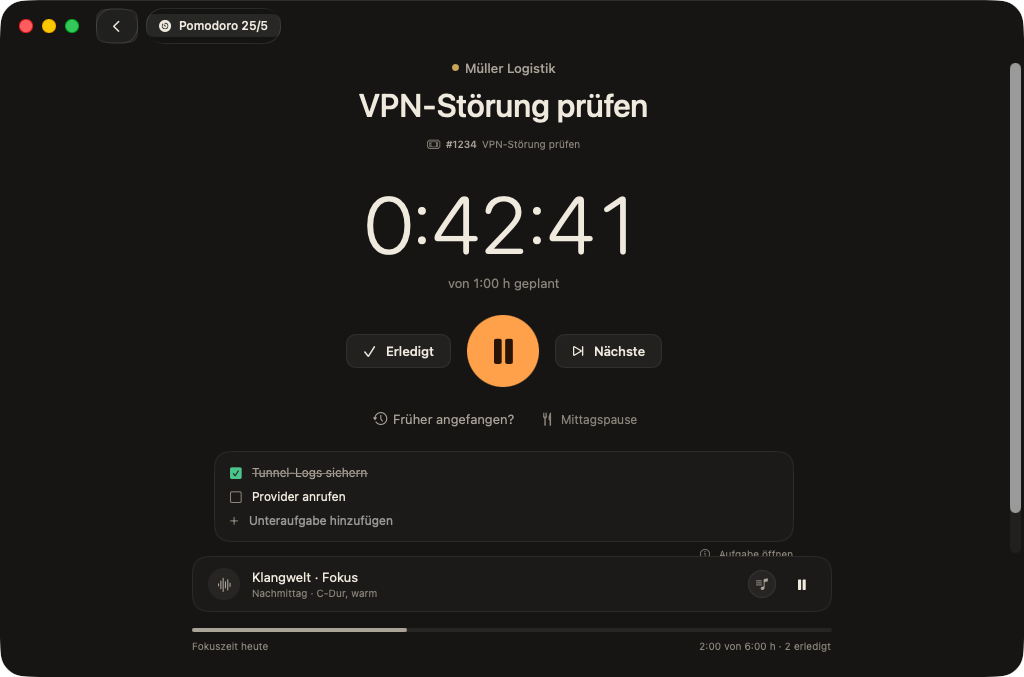 Pomodoro 25/5
Müller Logistik
VPN-Störung prüfen
#1234 VPN-Störung prüfen
0:42:41
von 1:00 h geplant
Erledigt
Nächste
Früher angefangen? Mittagspause
Tunnel-Logs sichern
Provider anrufen
+ Unteraufgabe hinzufügen
Aufgabe öffnen
Klangwelt · Fokus
Nachmittag · C-Dur, warm
Fokuszeit heute 2:00 von 6:00 h · 2 erledigt